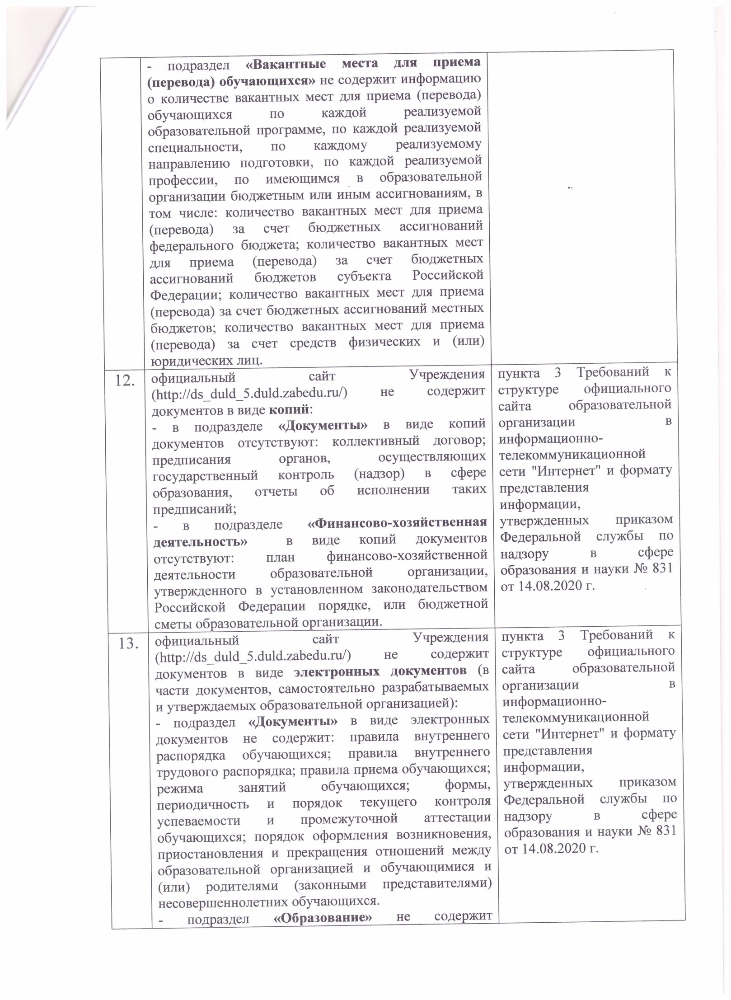 - подраздел «Вакантные места для приема
(перевода) обучающихся» не содержит информацию
о количестве вакантных мест для приема (перевода)
обучающихся по каждой реализуемой
образовательной программе, по каждой реализуемой
специальности, по каждому реализуемому
направлению подготовки, по каждой реализуемой
профессии, по имеющимся в образовательной
организации бюджетным или иным ассигнованиям, в
том числе: количество вакантных мест для приема
(перевода) за счет бюджетных ассигнований
федерального бюджета; количество вакантных мест
для приема (перевода) за счет бюджетных
ассигнований бюджетов субъекта Российской
Федерации; количество вакантных мест для приема
(перевода) за счет бюджетных ассигнований местных
бюджетов; количество вакантных мест для приема
(перевода) за счет средств физических и (или)
юридических лиц.
12.
официальный сайт Учреждения
(http://ds_duld_5.duld.zabedu.ru/) не содержит
документов в виде копий:
- в подразделе «Документы» в виде копий
документов отсутствуют: коллективный договор;
предписания органов, осуществляющих
государственный контроль (надзор) в сфере
образования, отчеты об исполнении таких
предписаний;
- в подразделе «Финансово-хозяйственная
деятельность» в виде копий документов
отсутствуют: план финансово-хозяйственной
деятельности образовательной организации,
утвержденного в установленном законодательством
Российской Федерации порядке, или бюджетной
сметы образовательной организации.
пункта 3 Требований к
структуре официального
сайта образовательной
организации в
информационно-
телекоммуникационной
сети "Интернет" и формату
представления
информации,
утвержденных приказом
Федеральной службы по
надзору в сфере
образования и науки № 831
от 14.08.2020 г.
13.
официальный сайт Учреждения
(http://ds_duld_5.duld.zabedu.ru/) не содержит
документов в виде электронных документов (в
части документов, самостоятельно разрабатываемых
и утверждаемых образовательной организацией):
- подраздел «Документы» в виде электронных
документов не содержит: правила внутреннего
распорядка обучающихся; правила внутреннего
трудового распорядка; правила приема обучающихся;
режима занятий обучающихся; формы,
периодичность и порядок текущего контроля
успеваемости и промежуточной аттестации
обучающихся; порядок оформления возникновения,
приостановления и прекращения отношений между
образовательной организацией и обучающимися и
(или) родителями (законными представителями)
несовершеннолетних обучающихся.
- подраздел «Образование» не содержит
пункта 3 Требований к
структуре официального
сайта образовательной
организации в
информационно-
телекоммуникационной
сети "Интернет" и формату
представления
информации,
утвержденных приказом
Федеральной службы по
надзору в сфере
образования и науки № 831
от 14.08.2020 г.